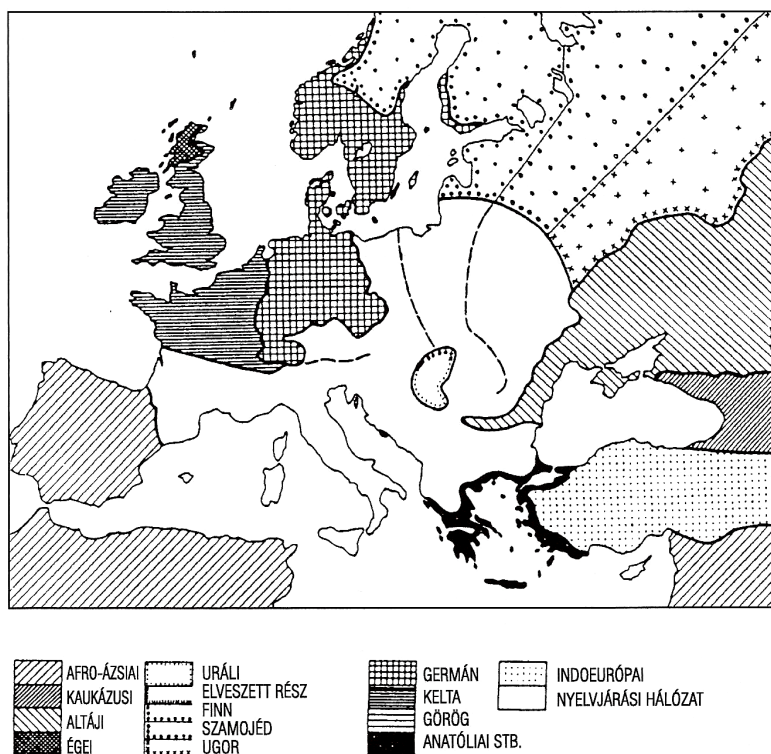 AFRO-ÁZSIAI
KAUKÁZUSI
ALTÁJI
ÉGEI
URÁLI
ELVESZETT RÉSZ
FINN
SZAMOJÉD
UGOR
GERMÁN
KELTA
GÖRÖG
ANATÓLIAI STB.
INDOEURÓPAI
NYELVJÁRÁSI HÁLÓZAT